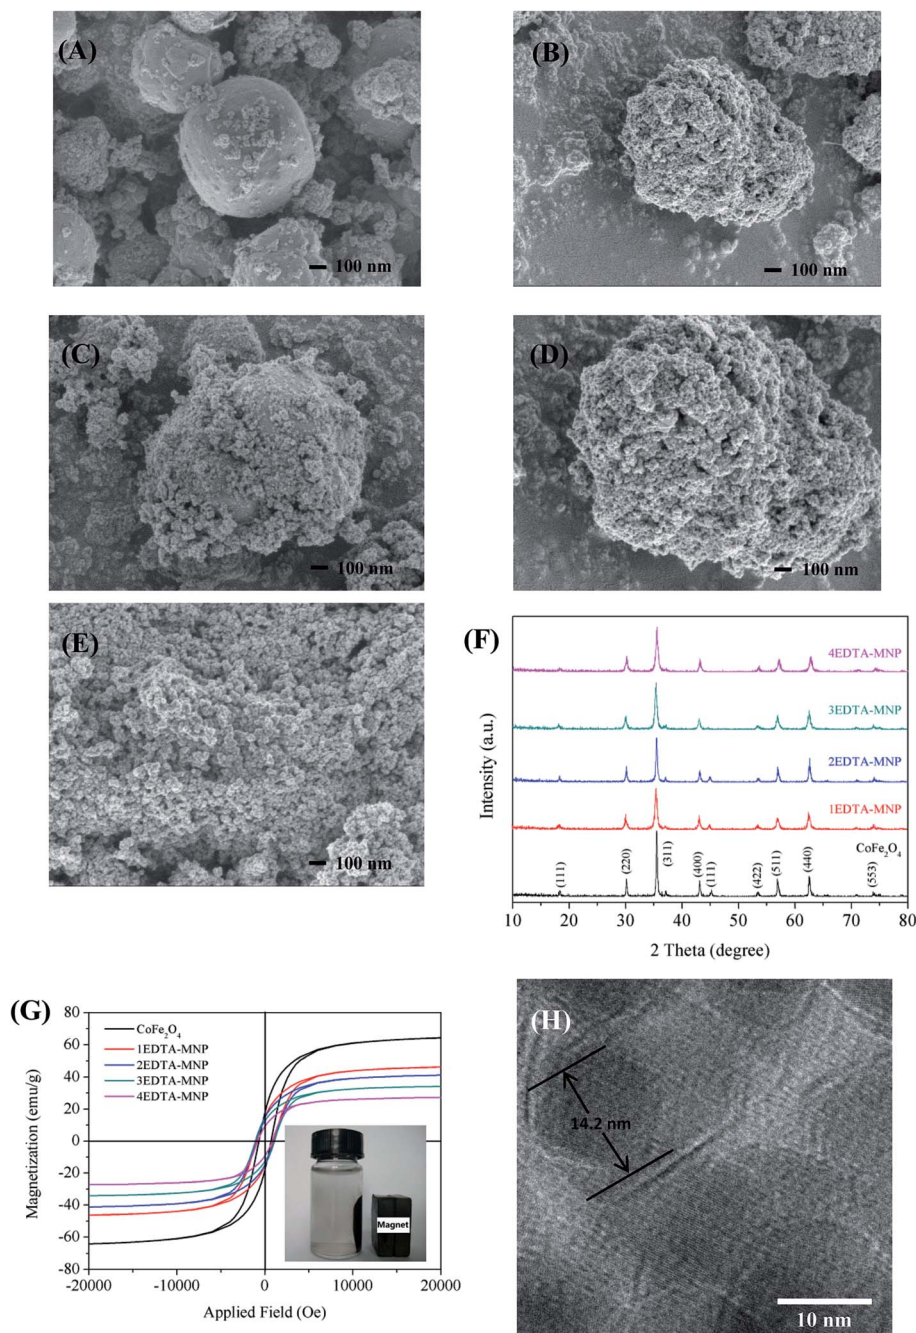 (A)
100 nm
(B)
100 nm
(C)
100 nm
(D)
100 nm
(E)
100 nm
(F)
4EDTA-MNP
3EDTA-MNP
2EDTA-MNP
1EDTA-MNP
CoFe₂O₄
(111)
(220)
(311)
(400)
(111)
(422)
(511)
(440)
(553)
Intensity (a.u.)
10 20 30 40 50 60 70 80
2 Theta (degree)
(G)
CoFe₂O₄
1EDTA-MNP
2EDTA-MNP
3EDTA-MNP
4EDTA-MNP
Magnetization (emu/g)
80
60
40
20
0
-20
-40
-60
-80
Magnet
-20000 -10000 0 10000 20000
Applied Field (Oe)
(H)
14.2 nm
10 nm